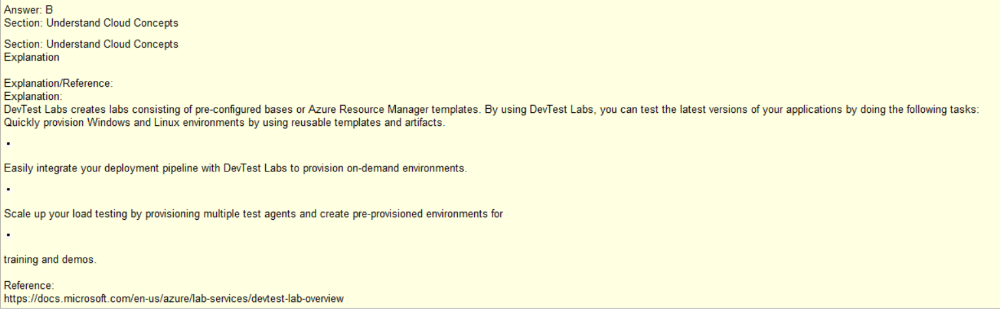 Answer: B
Section: Understand Cloud Concepts
Section: Understand Cloud Concepts
Explanation
Explanation/Reference:
Explanation:
DevTest Labs creates labs consisting of pre-configured bases or Azure Resource Manager templates. By using DevTest Labs, you can test the latest versions of your applications by doing the following tasks:
Quickly provision Windows and Linux environments by using reusable templates and artifacts.
▪
Easily integrate your deployment pipeline with DevTest Labs to provision on-demand environments.
▪
Scale up your load testing by provisioning multiple test agents and create pre-provisioned environments for
▪
training and demos.
Reference:
https://docs.microsoft.com/en-us/azure/lab-services/devtest-lab-overview